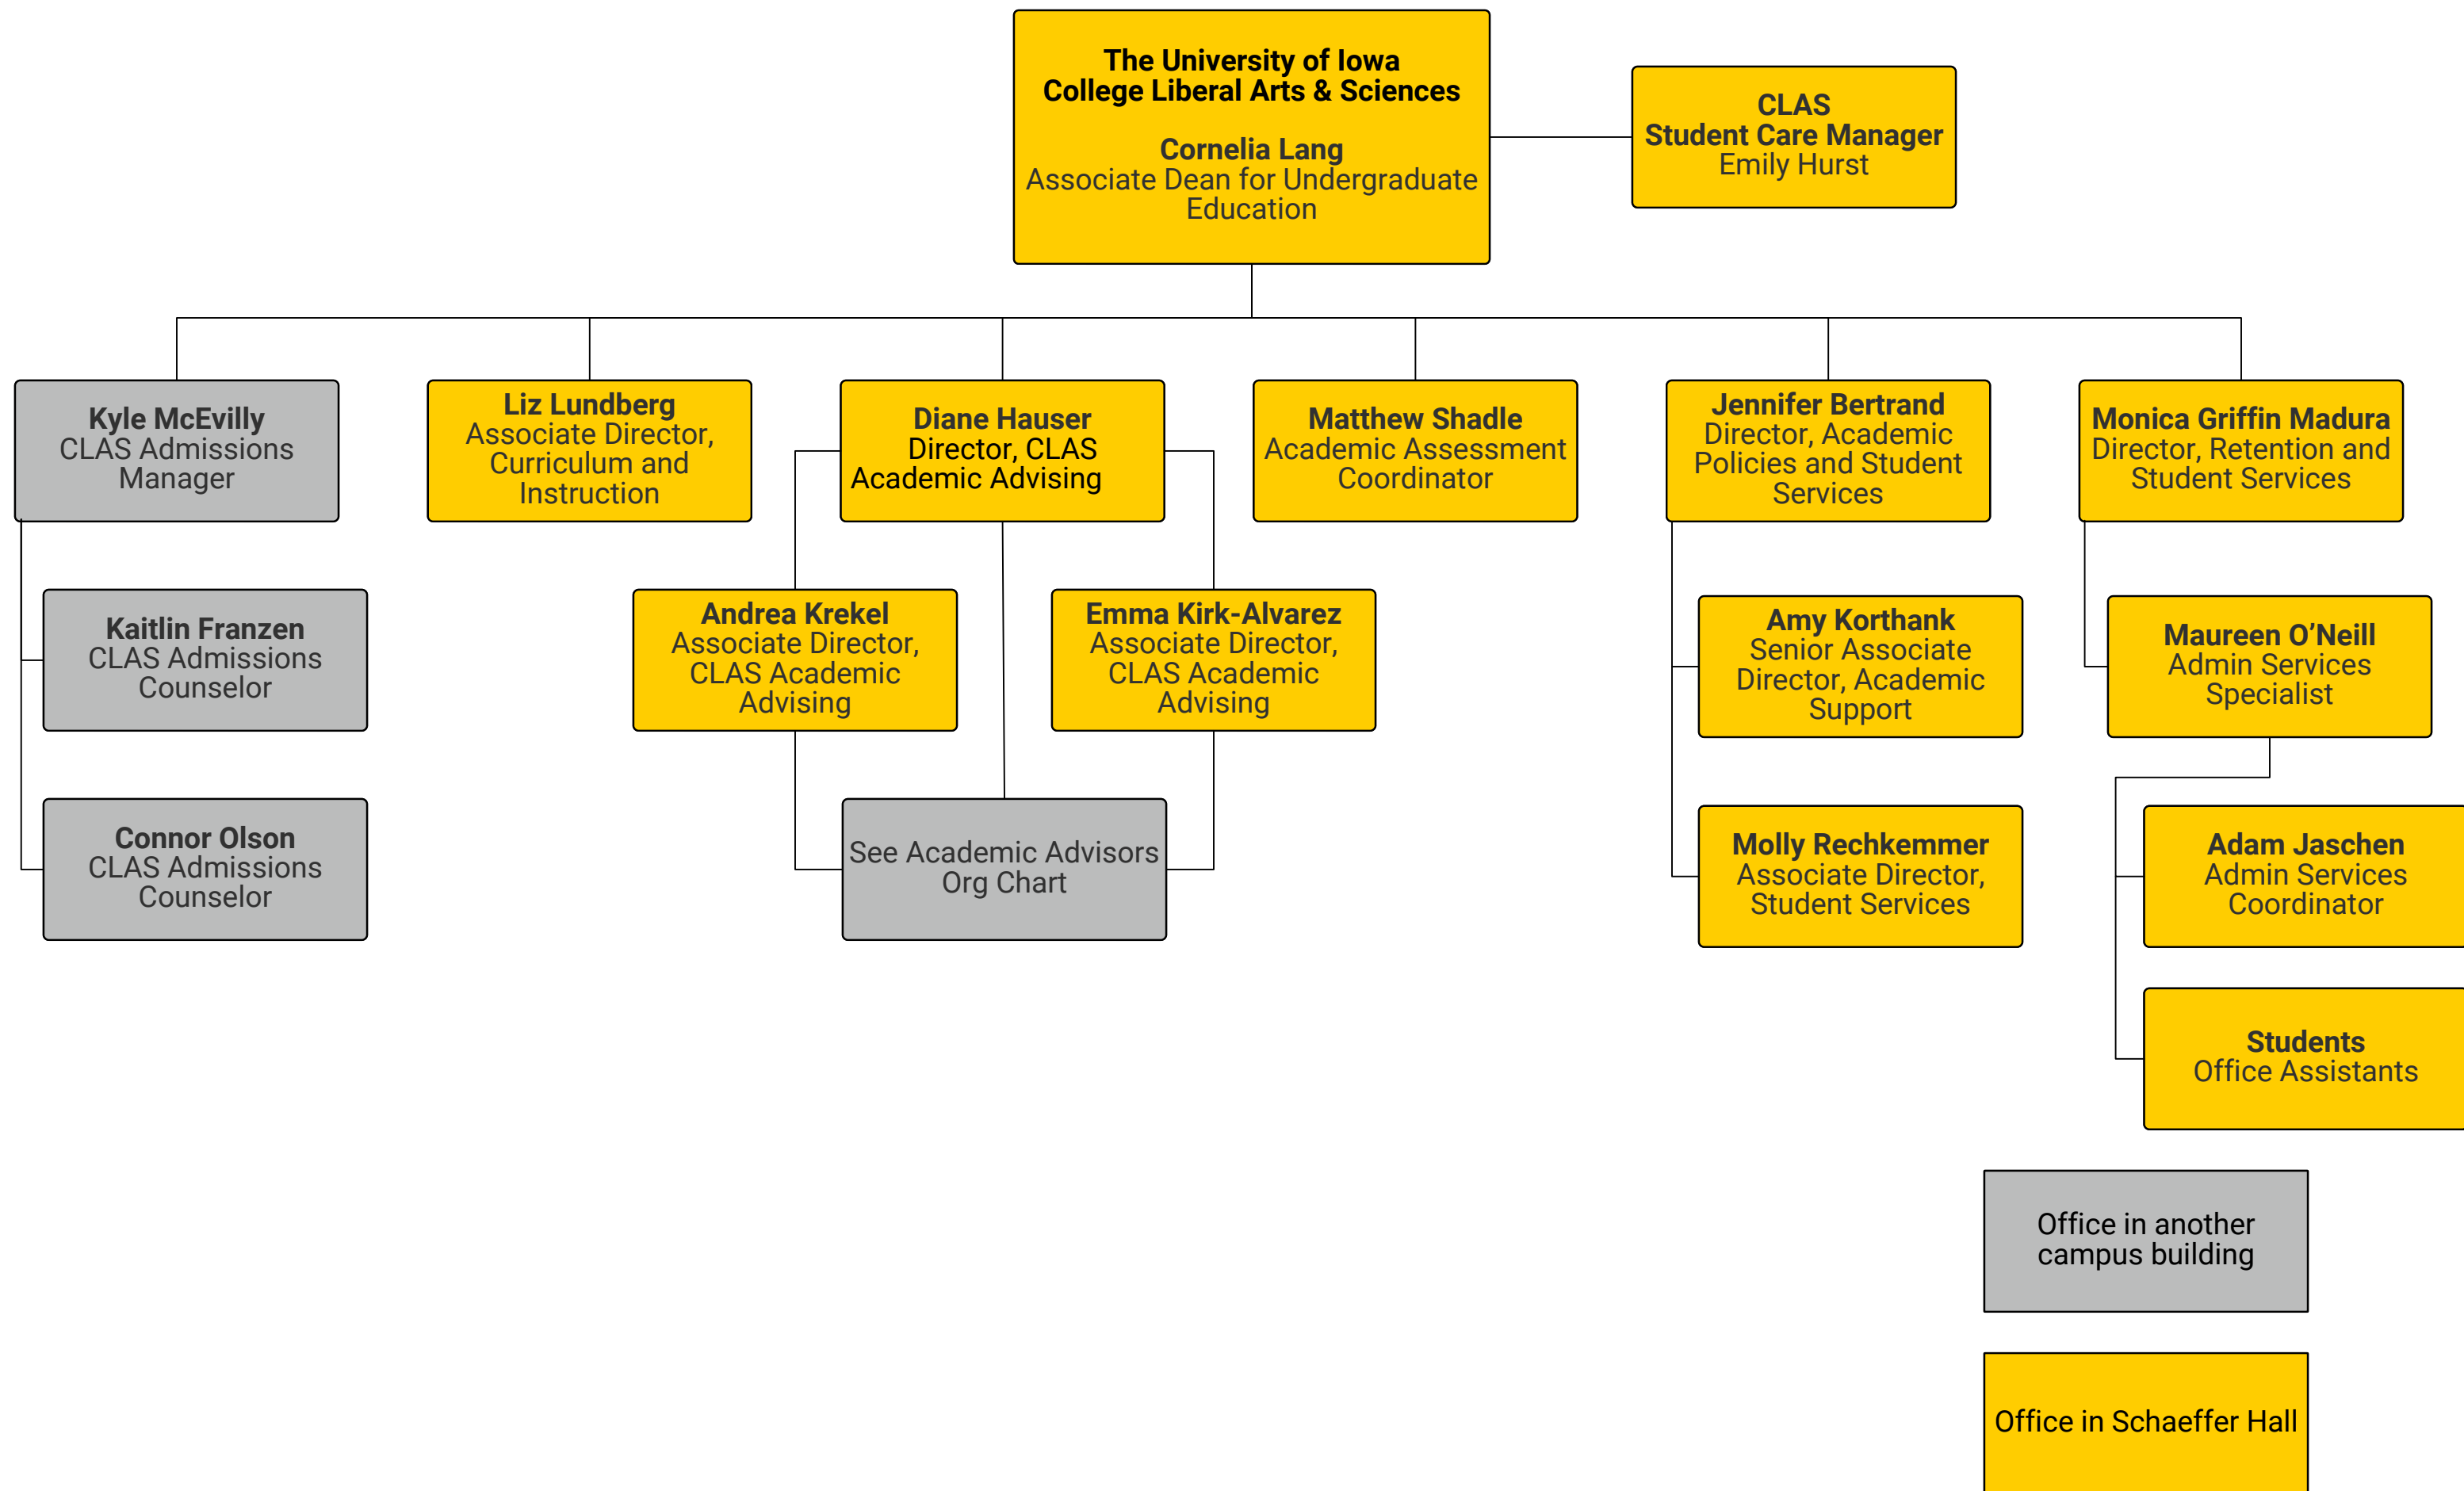 The University of Iowa
College Liberal Arts & Sciences
Cornelia Lang
Associate Dean for Undergraduate
Education
CLAS
Student Care Manager
Emily Hurst
Kyle McEvilly
CLAS Admissions
Manager
Liz Lundberg
Associate Director,
Curriculum and
Instruction
Diane Hauser
Director, CLAS
Academic Advising
Matthew Shadle
Academic Assessment
Coordinator
Jennifer Bertrand
Director, Academic
Policies and Student
Services
Monica Griffin Madura
Director, Retention and
Student Services
Kaitlin Franzen
CLAS Admissions
Counselor
Andrea Krekel
Associate Director,
CLAS Academic
Advising
Emma Kirk-Alvarez
Associate Director,
CLAS Academic
Advising
Amy Korthank
Senior Associate
Director, Academic
Support
Maureen O’Neill
Admin Services
Specialist
Connor Olson
CLAS Admissions
Counselor
See Academic Advisors
Org Chart
Molly Rechkemmer
Associate Director,
Student Services
Adam Jaschen
Admin Services
Coordinator
Students
Office Assistants
Office in another
campus building
Office in Schaeffer Hall